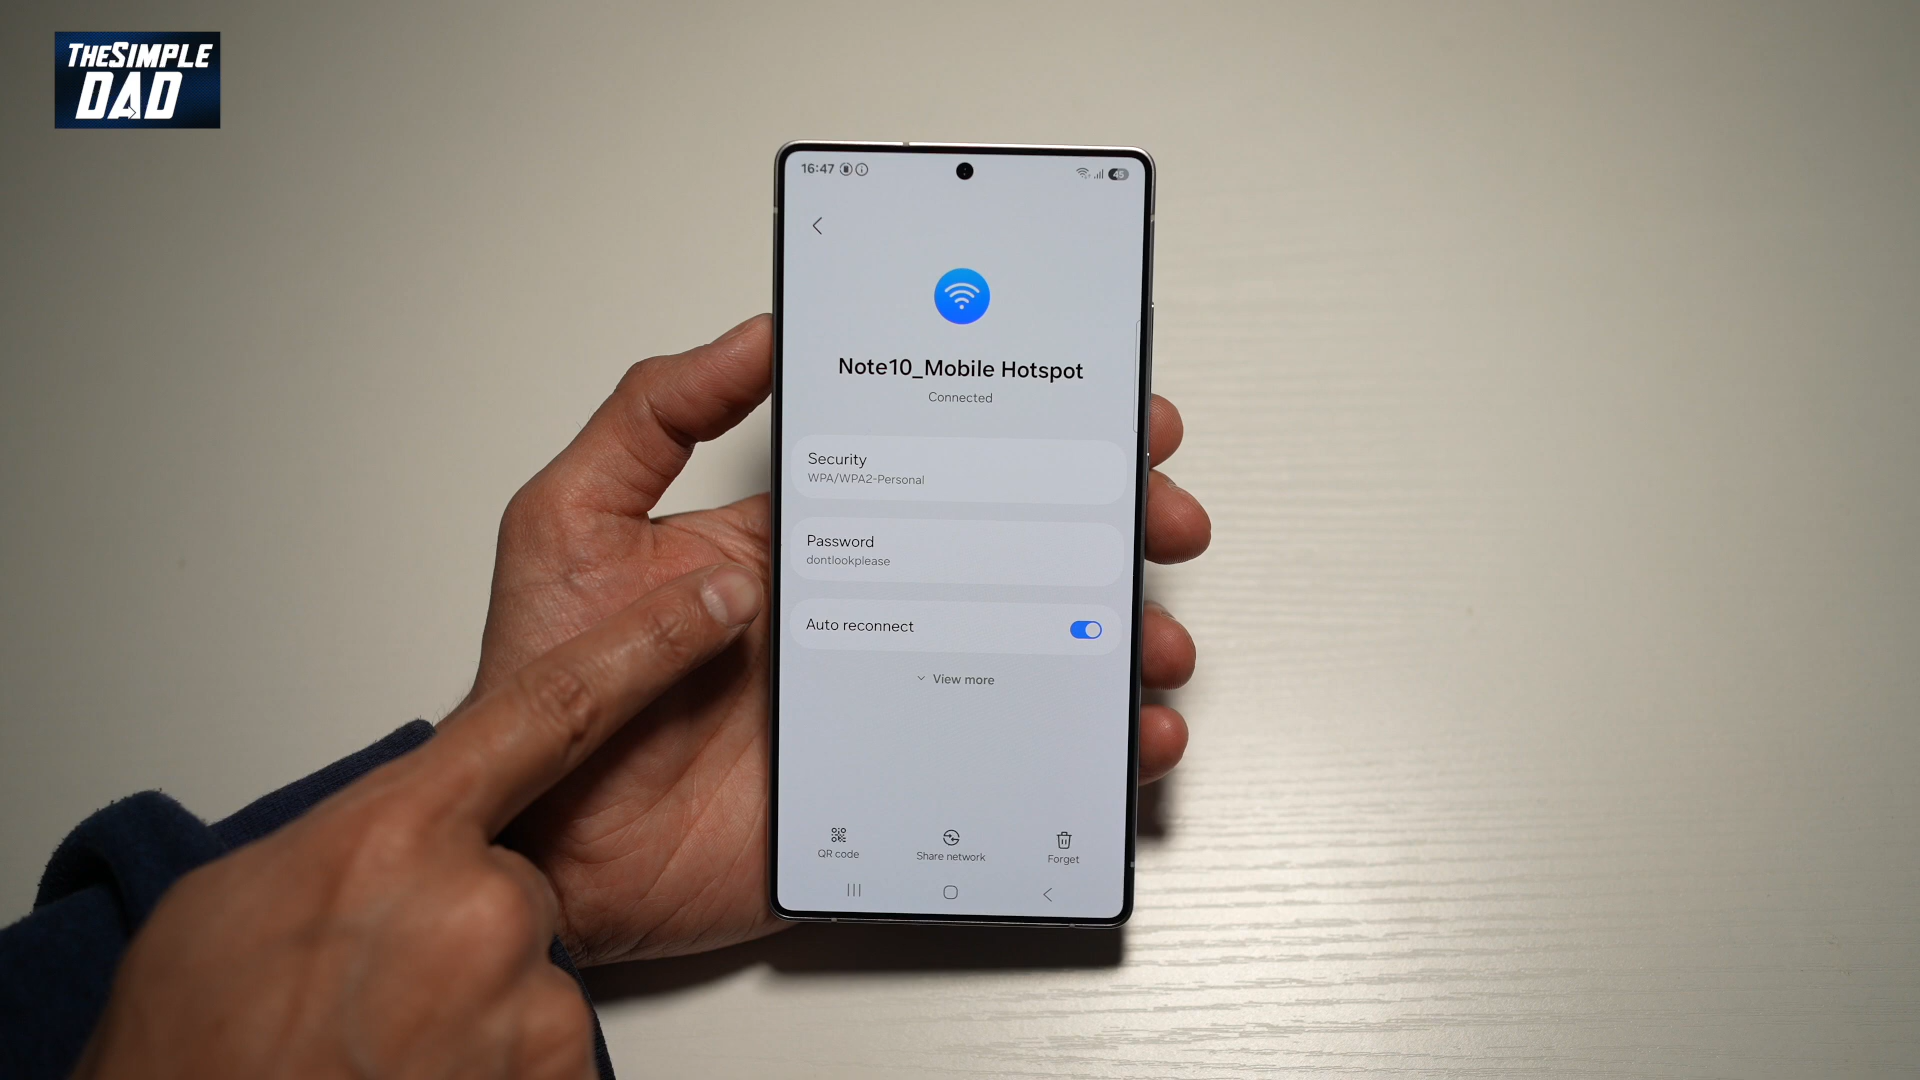 THESIMPLE
DAD
16:47
45
Note10_Mobile Hotspot
Connected
Security
WPA/WPA2-Personal
Password
dontlookplease
Auto reconnect
View more
QR code
Share network
Forget